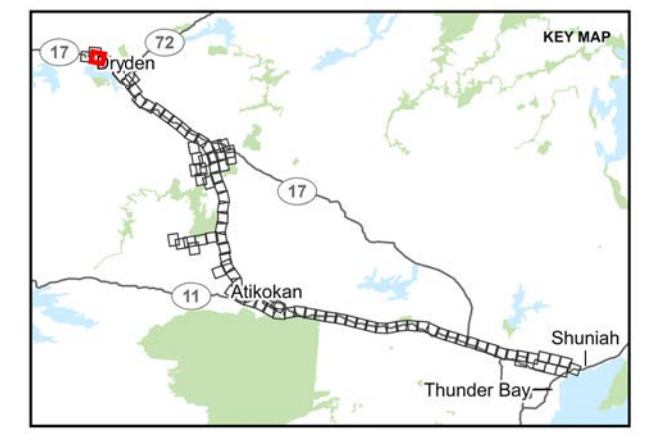 KEY MAP
17
72
Dryden
17
11
Atikokan
Shuniah
Thunder Bay